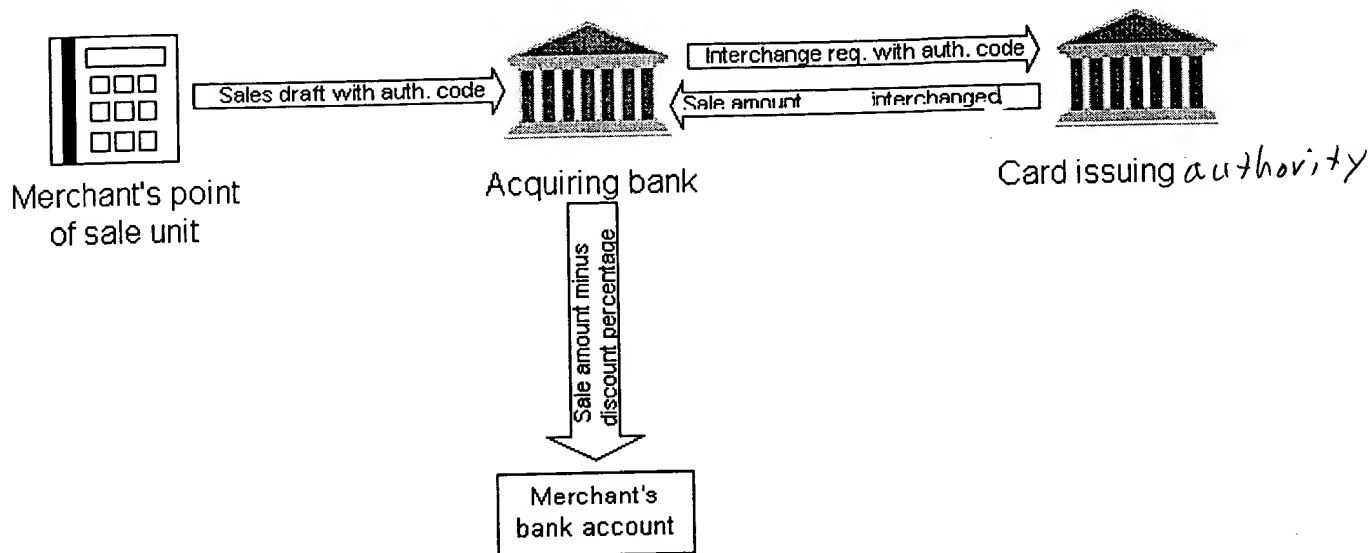 Interchange req. with auth. code
Sales draft with auth. code
Sale amount interchanged
Merchant's point
of sale unit
Acquiring bank
Card issuing authority
Sale amount minus
discount percentage
Merchant's
bank account